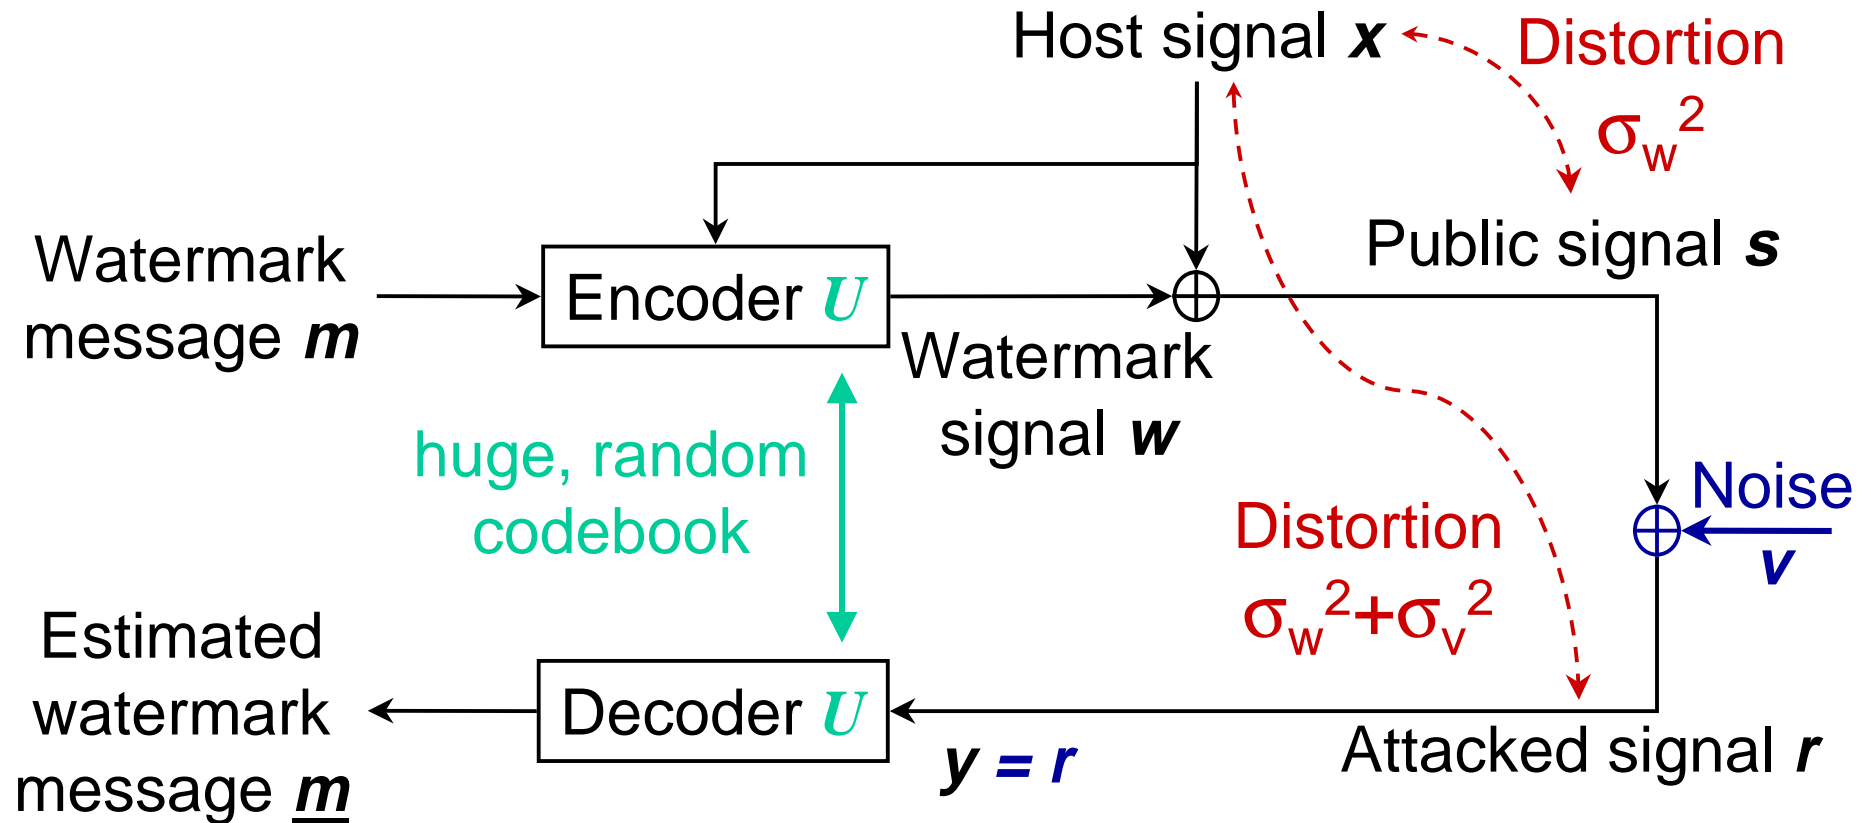 Host signal x
Distortion
σw²
Public signal s
Watermark
message m
Encoder U
Watermark
signal w
huge, random
codebook
Noise
v
Distortion
σw²+σv²
Estimated
watermark
message m
Decoder U
y = r
Attacked signal r